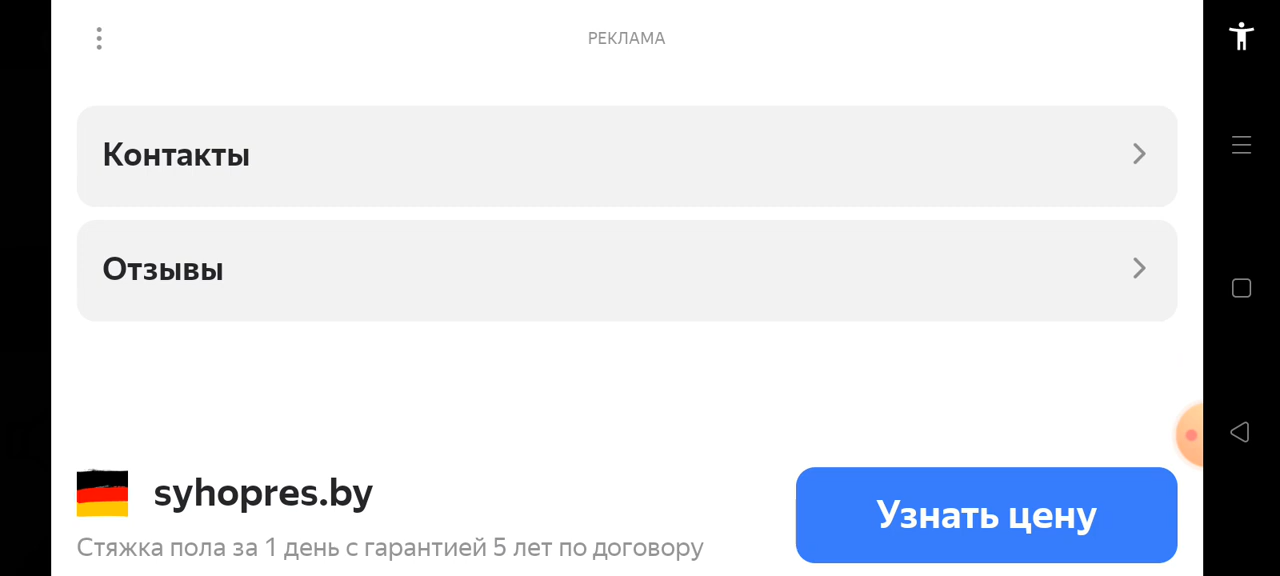 РЕКЛАМА
Контакты
Отзывы
syhopres.by
Стяжка пола за 1 день с гарантией 5 лет по договору
Узнать цену